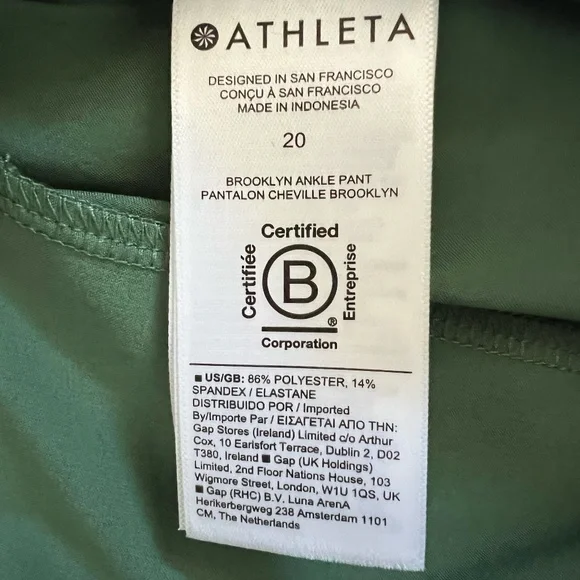 ATHLETA
DESIGNED IN SAN FRANCISCO
CONÇU À SAN FRANCISCO
MADE IN INDONESIA
20
BROOKLYN ANKLE PANT
PANTALON CHEVILLE BROOKLYN
Certified
Certifiée
B
Entreprise
®
Corporation
■ US/GB: 86% POLYESTER, 14%
SPANDEX / ELASTANE
DISTRIBUIDO POR / Imported
By/Importe Par / ΕΙΣΑΓΕΤΑΙ ΑΠΟ ΤΗΝ:
Gap Stores (Ireland) Limited c/o Arthur
Cox, 10 Earlsfort Terrace, Dublin 2, D02
T380, Ireland ■ Gap (UK Holdings)
Limited, 2nd Floor Nations House, 103
Wigmore Street, London, W1U 1QS, UK
■ Gap (RHC) B.V. Luna ArenA
Herikerbergweg 238 Amsterdam 1101
CM, The Netherlands